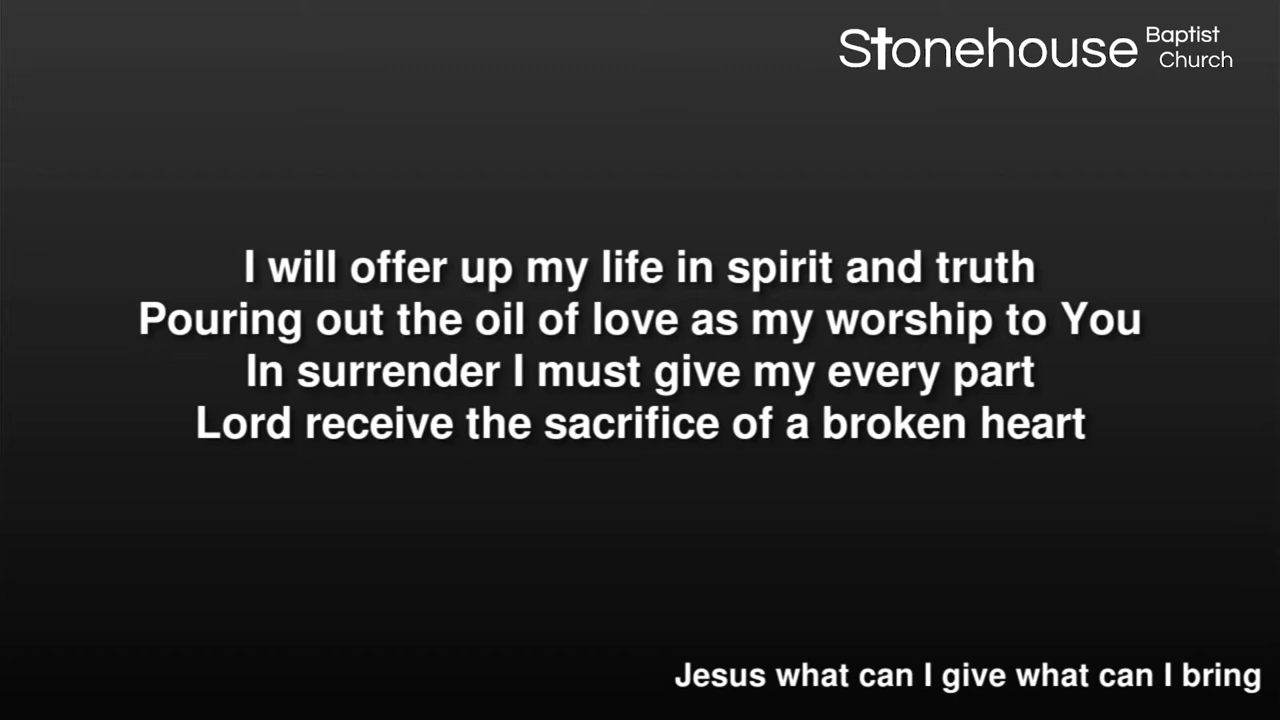 Stonehouse Baptist Church
I will offer up my life in spirit and truth
Pouring out the oil of love as my worship to You
In surrender I must give my every part
Lord receive the sacrifice of a broken heart
Jesus what can I give what can I bring